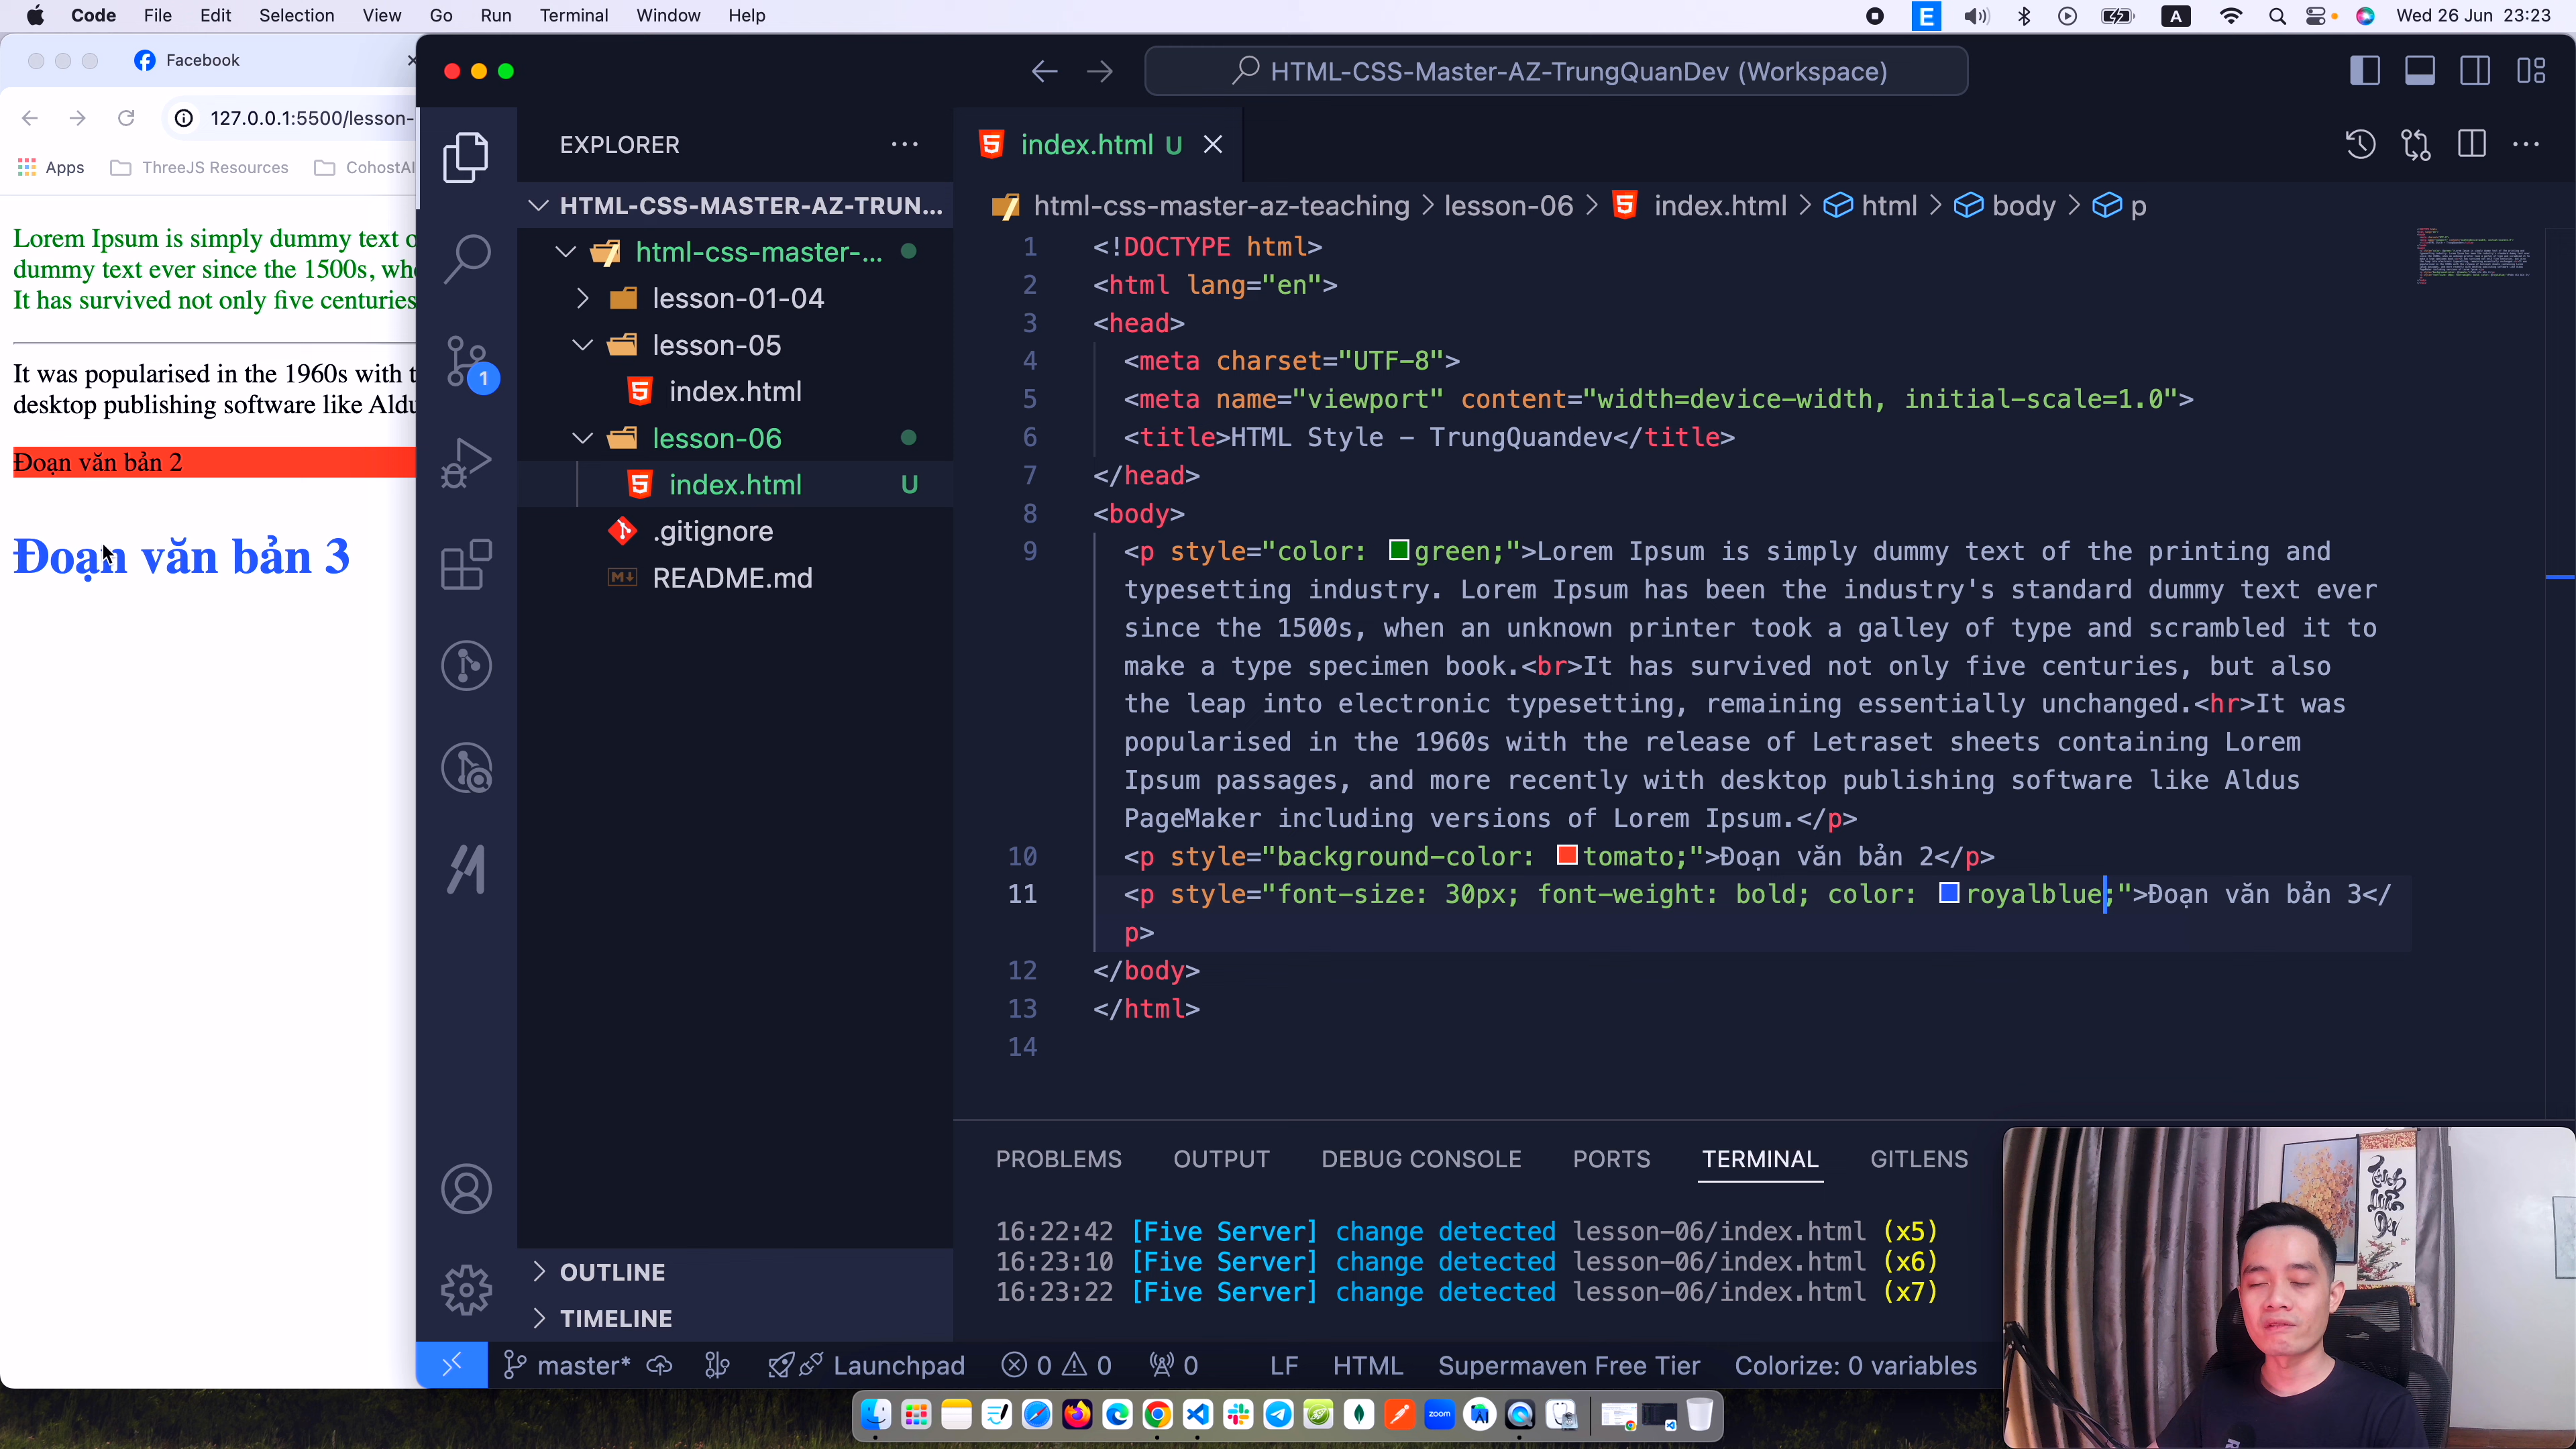 Code File Edit Selection View Go Run Terminal Window Help
E A Wed 26 Jun 23:23
Facebook
127.0.0.1:5500/lesson-
Apps ThreeJS Resources CohostAI
Lorem Ipsum is simply dummy text o
dummy text ever since the 1500s, whe
It has survived not only five centuries
It was popularised in the 1960s with t
desktop publishing software like Aldu
Đoạn văn bản 2
Đoạn văn bản 3
HTML-CSS-Master-AZ-TrungQuanDev (Workspace)
EXPLORER
HTML-CSS-MASTER-AZ-TRUN...
html-css-master-...
lesson-01-04
lesson-05
index.html
lesson-06
index.html U
.gitignore
README.md
OUTLINE
TIMELINE
1
index.html U
html-css-master-az-teaching > lesson-06 > index.html > html > body > p
1 <!DOCTYPE html>
2 <html lang="en">
3 <head>
4 <meta charset="UTF-8">
5 <meta name="viewport" content="width=device-width, initial-scale=1.0">
6 <title>HTML Style - TrungQuandev</title>
7 </head>
8 <body>
9 <p style="color: green;">Lorem Ipsum is simply dummy text of the printing and
typesetting industry. Lorem Ipsum has been the industry's standard dummy text ever
since the 1500s, when an unknown printer took a galley of type and scrambled it to
make a type specimen book.<br>It has survived not only five centuries, but also
the leap into electronic typesetting, remaining essentially unchanged.<hr>It was
popularised in the 1960s with the release of Letraset sheets containing Lorem
Ipsum passages, and more recently with desktop publishing software like Aldus
PageMaker including versions of Lorem Ipsum.</p>
10 <p style="background-color: tomato;">Đoạn văn bản 2</p>
11 <p style="font-size: 30px; font-weight: bold; color: royalblue;">Đoạn văn bản 3</
p>
12 </body>
13 </html>
14
PROBLEMS OUTPUT DEBUG CONSOLE PORTS TERMINAL GITLENS
16:22:42 [Five Server] change detected lesson-06/index.html (x5)
16:23:10 [Five Server] change detected lesson-06/index.html (x6)
16:23:22 [Five Server] change detected lesson-06/index.html (x7)
master* Launchpad 0 0 0 LF HTML Supermaven Free Tier Colorize: 0 variables
zoom